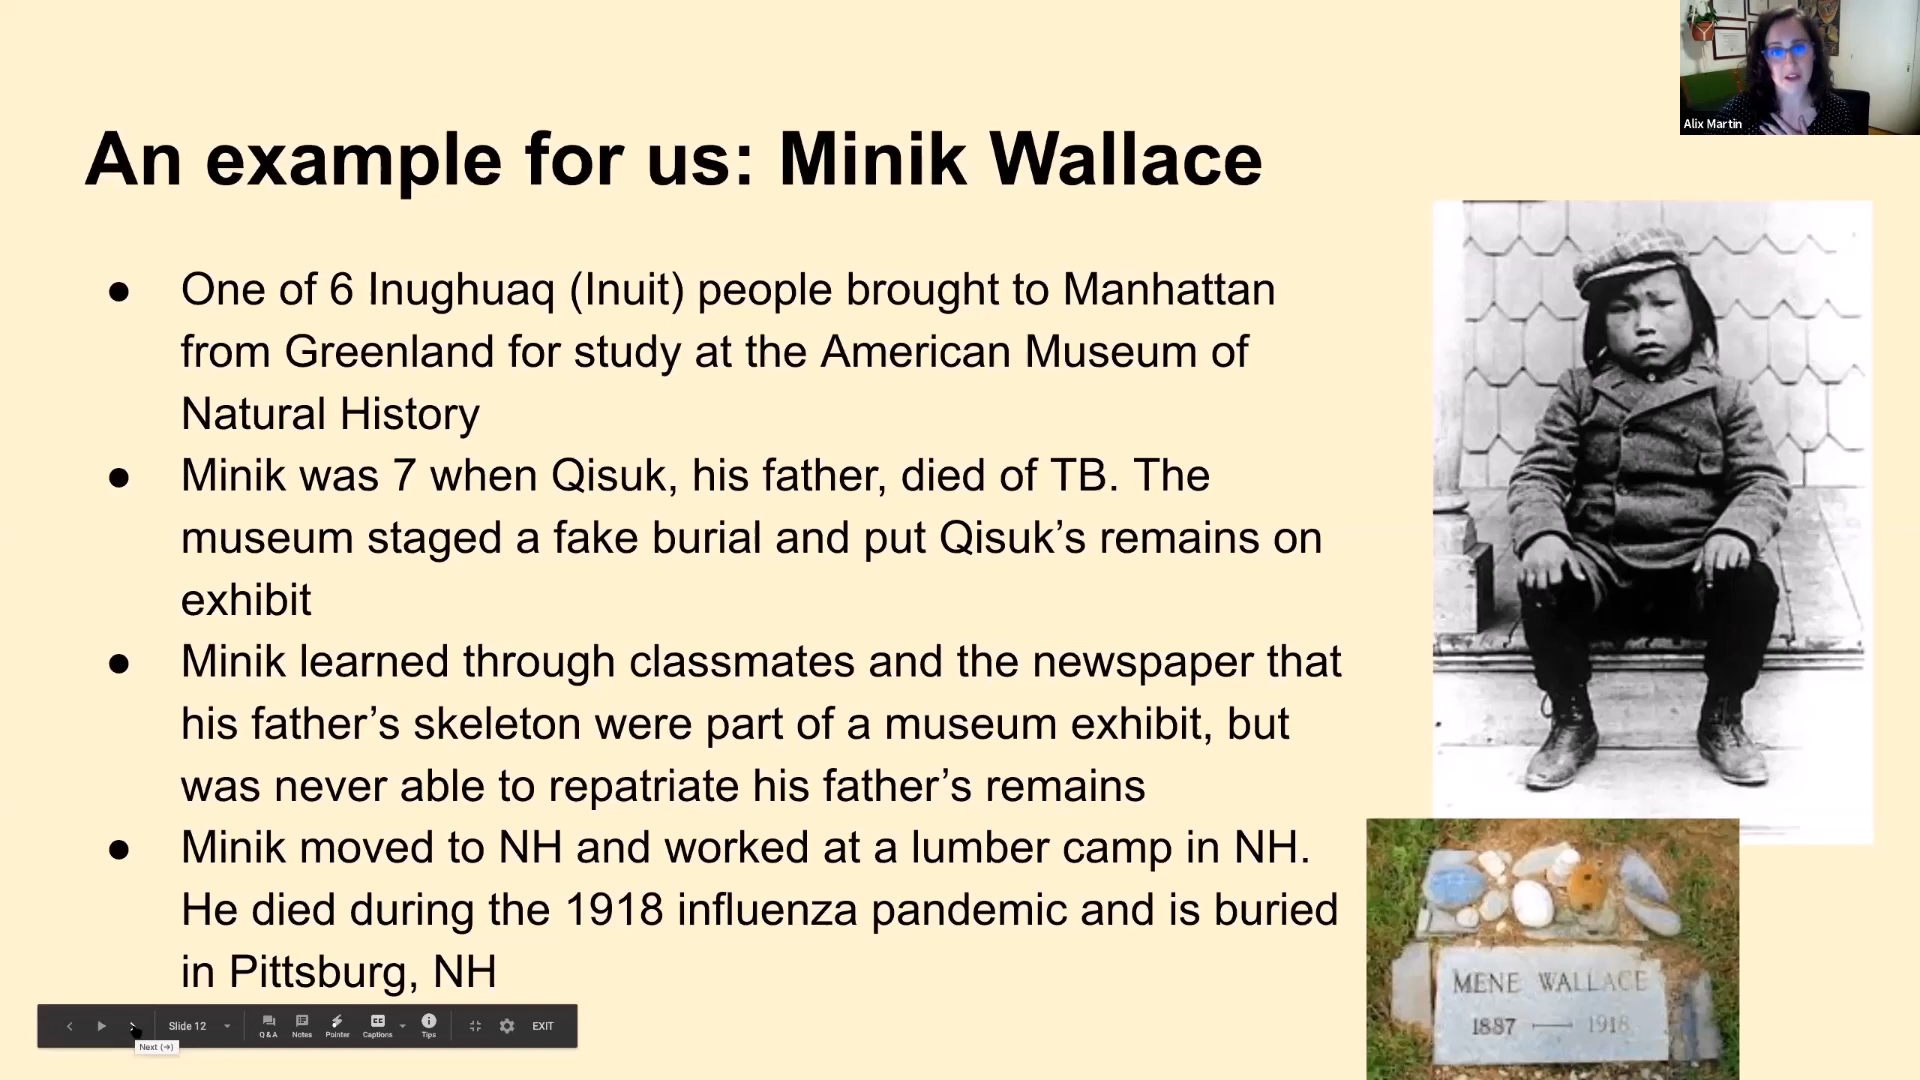 Alix Martin
An example for us: Minik Wallace
● One of 6 Inughuaq (Inuit) people brought to Manhattan
from Greenland for study at the American Museum of
Natural History
● Minik was 7 when Qisuk, his father, died of TB. The
museum staged a fake burial and put Qisuk’s remains on
exhibit
● Minik learned through classmates and the newspaper that
his father’s skeleton were part of a museum exhibit, but
was never able to repatriate his father’s remains
● Minik moved to NH and worked at a lumber camp in NH.
He died during the 1918 influenza pandemic and is buried
in Pittsburg, NH
MENE WALLACE
1887 — 1918
Slide 12
Q&A Notes Pointer CC Captions Tips EXIT
Next (→)